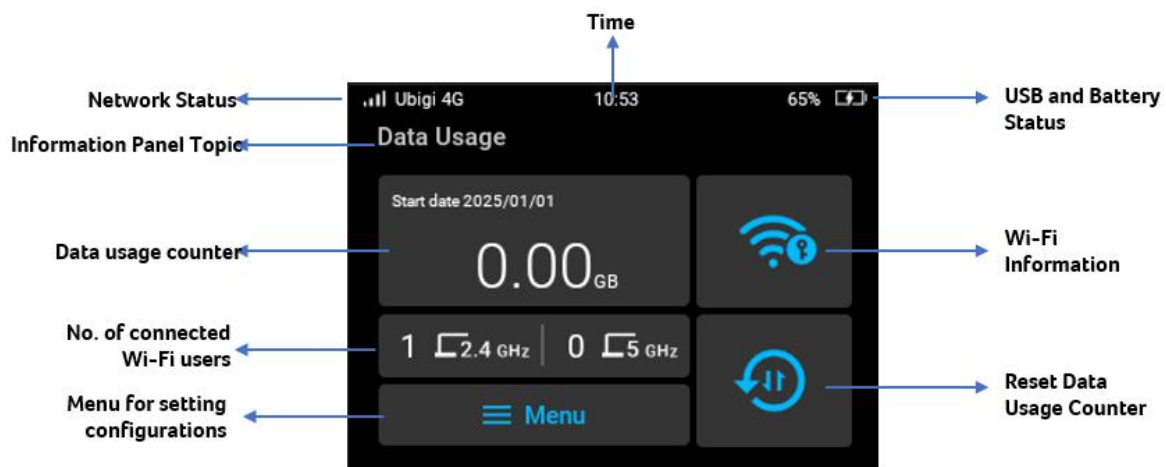 Time
Network Status
Ubigi 4G
10:53
65%
USB and Battery
Status
Information Panel Topic
Data Usage
Start date 2025/01/01
Data usage counter
0.00 GB
Wi-Fi
Information
No. of connected
Wi-Fi users
1 2.4 GHz
0 5 GHz
Menu for setting
configurations
Menu
Reset Data
Usage Counter